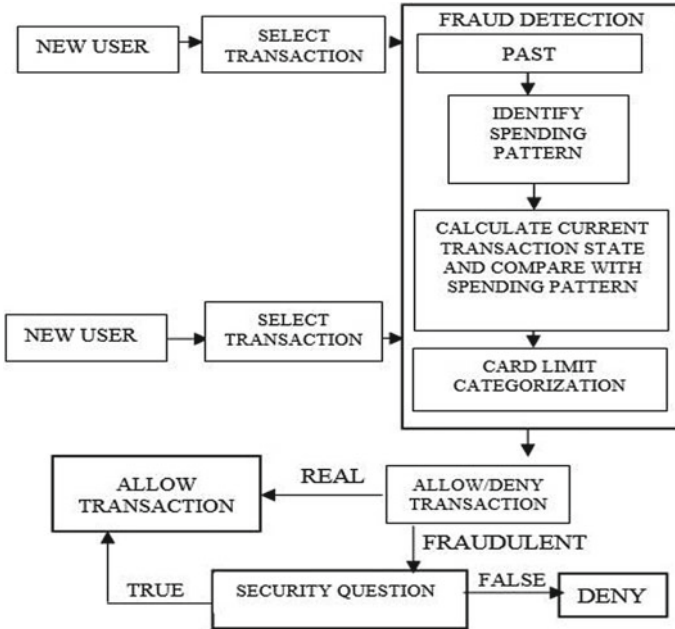 NEW USER
SELECT
TRANSACTION
FRAUD DETECTION
PAST
IDENTIFY
SPENDING
PATTERN
CALCULATE CURRENT
TRANSACTION STATE
AND COMPARE WITH
SPENDING PATTERN
NEW USER
SELECT
TRANSACTION
CARD LIMIT
CATEGORIZATION
ALLOW
TRANSACTION
REAL
ALLOW/DENY
TRANSACTION
FRAUDULENT
TRUE
SECURITY QUESTION
FALSE
DENY